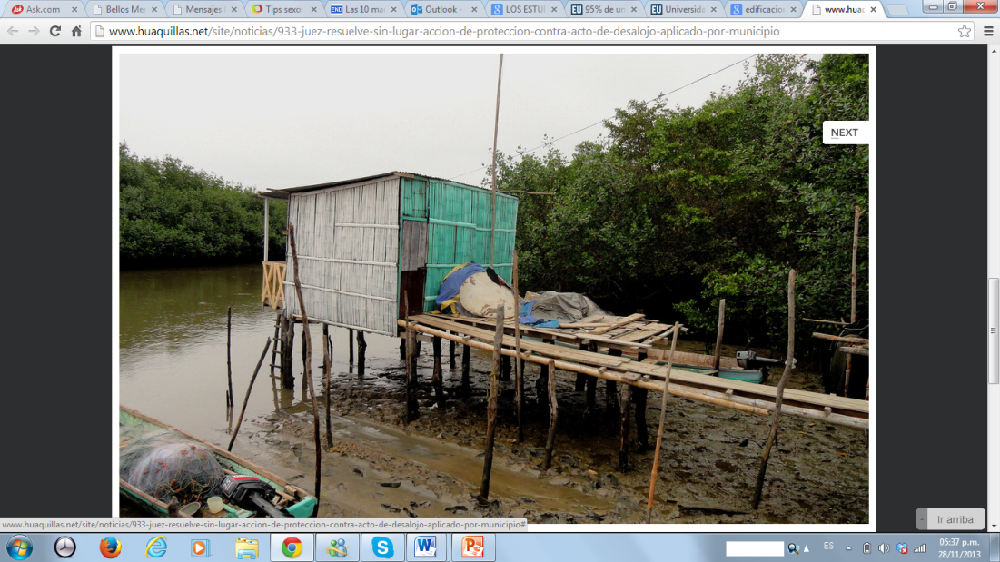 Ask.com
Bellos Me
Mensajes
Tips sexo:
Las 10 ma
Outlook -
LOS ESTU
95% de un
Universida
edificacio
www.hua
www.huaquillas.net/site/noticias/933-juez-resuelve-sin-lugar-accion-de-proteccion-contra-acto-de-desalojo-aplicado-por-municipio
NEXT
Ir arriba
www.huaquillas.net/site/noticias/933-juez-resuelve-sin-lugar-accion-de-proteccion-contra-acto-de-desalojo-aplicado-por-municipio#
ES
05:37 p.m.
28/11/2013